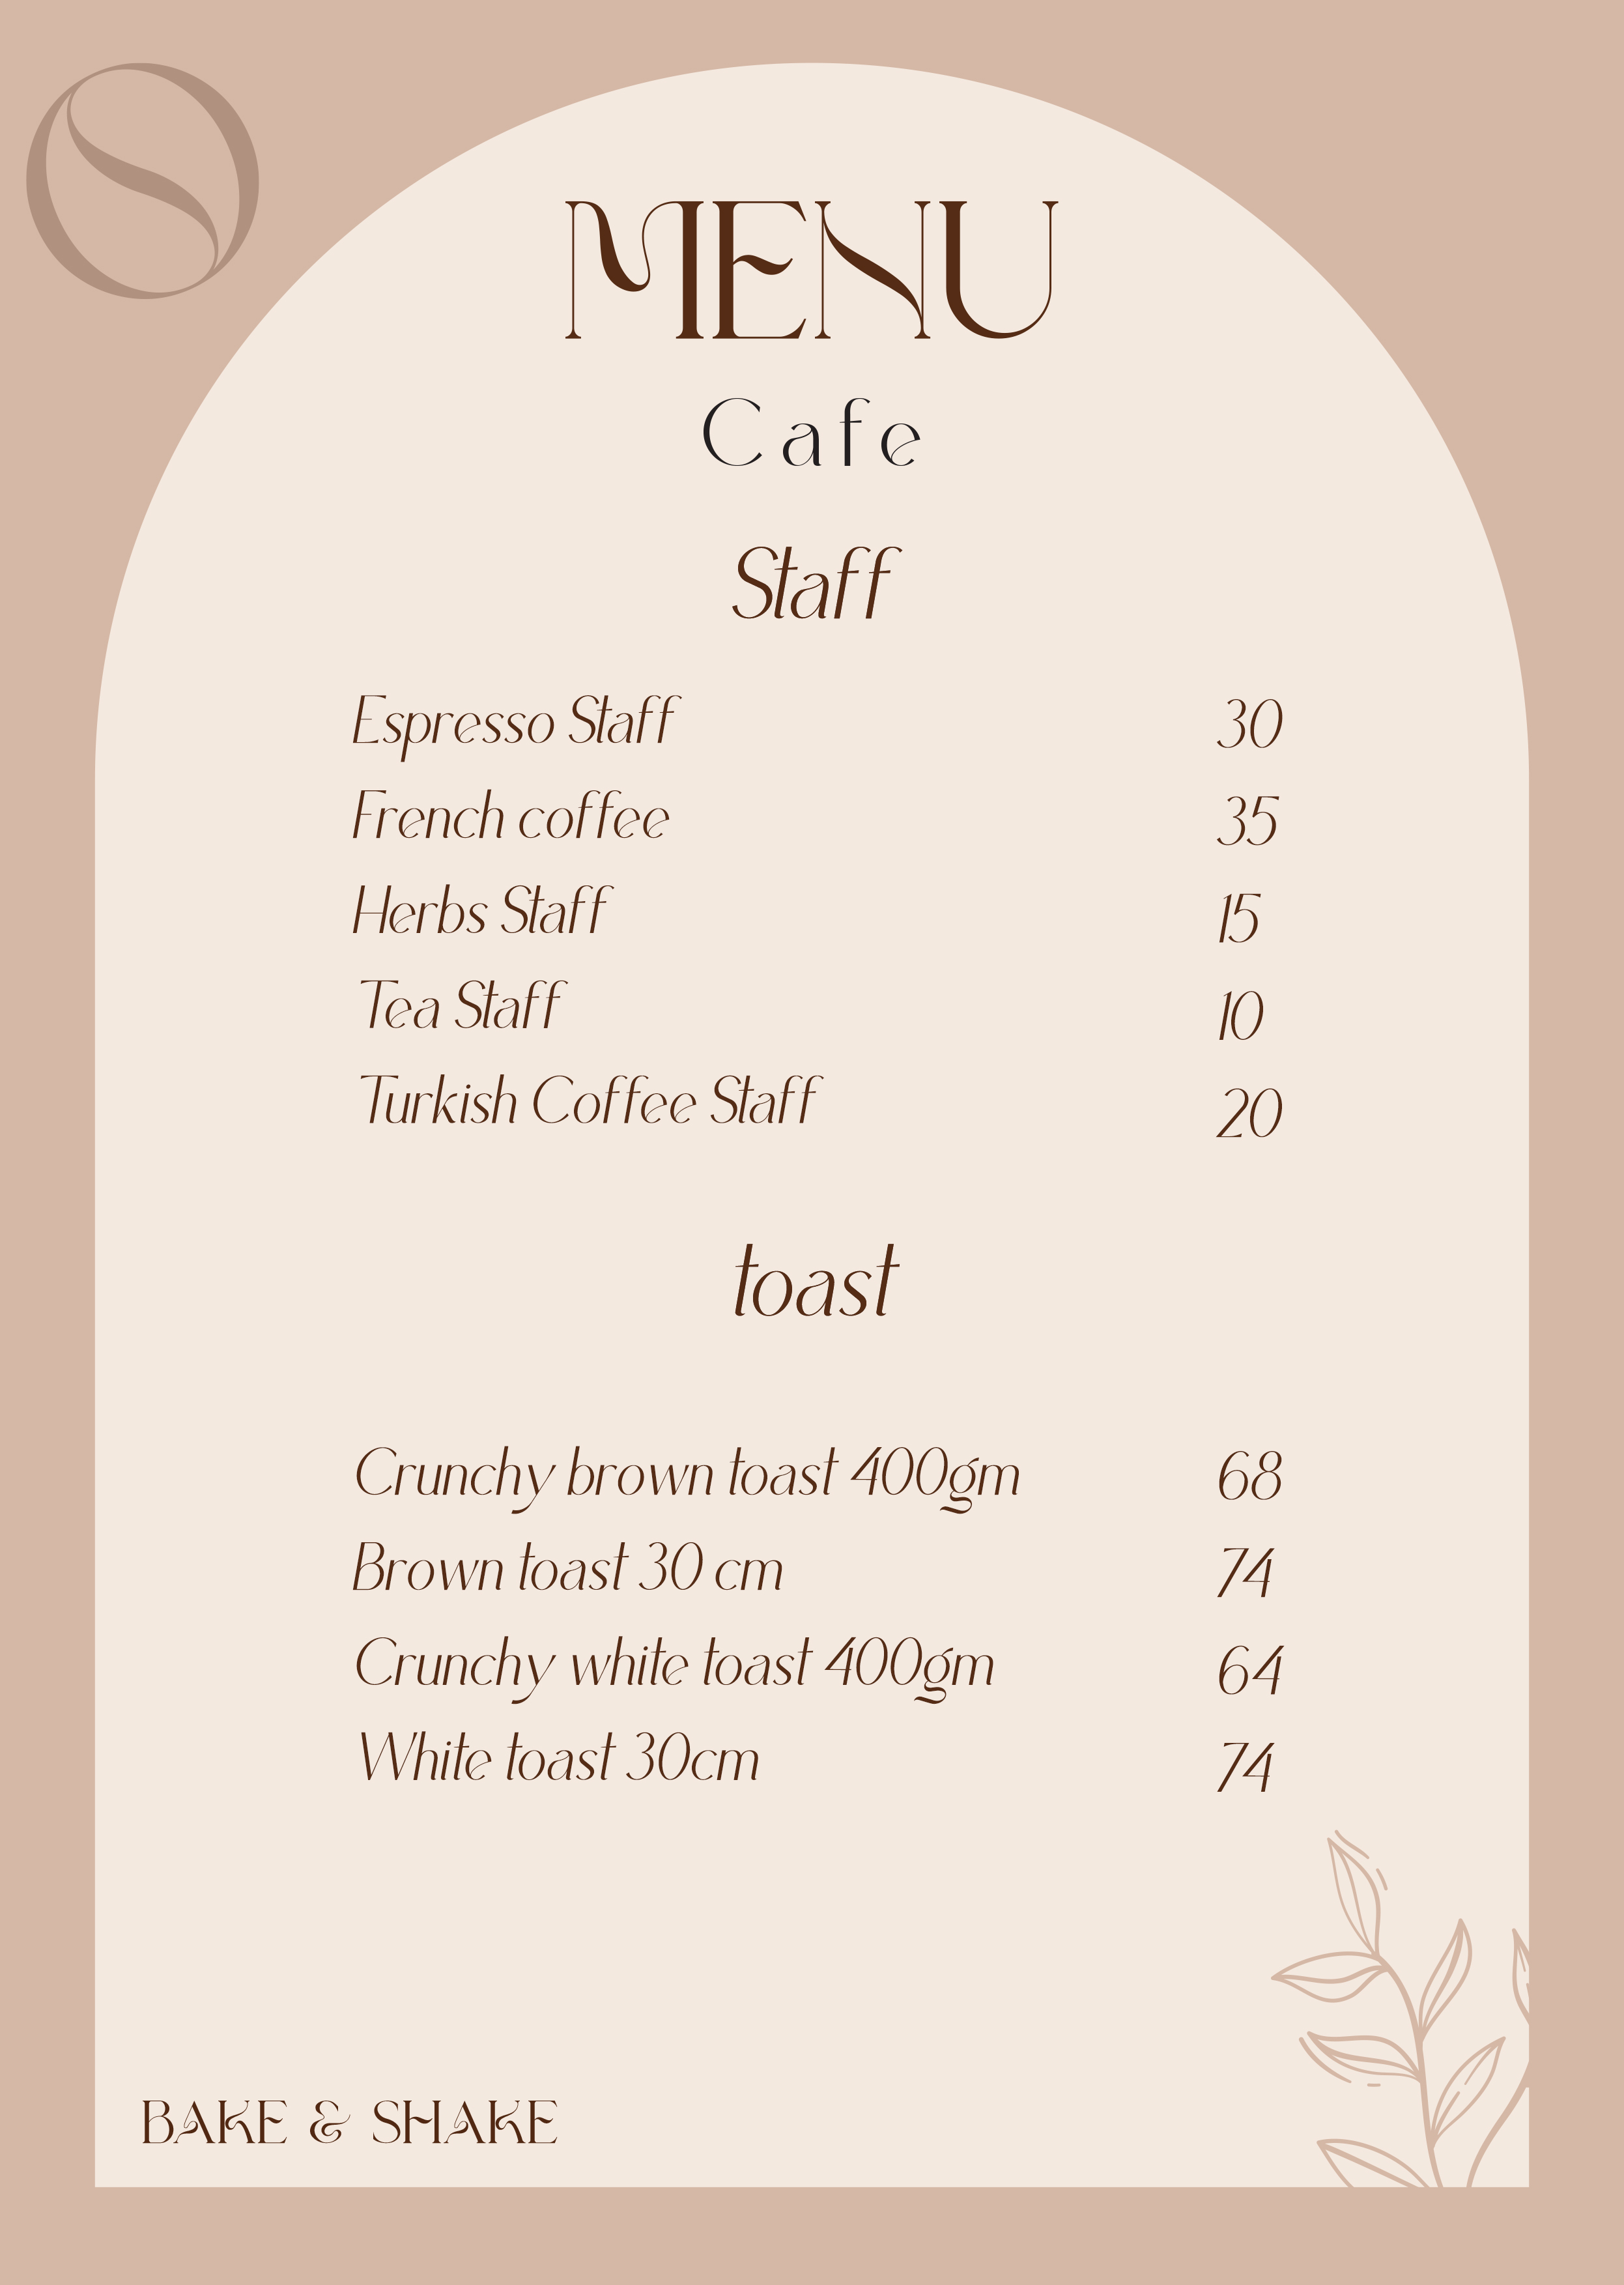 MENU
Cafe
Staff
Espresso Staff 30
French coffee 35
Herbs Staff 15
Tea Staff 10
Turkish Coffee Staff 20
toast
Crunchy brown toast 400gm 68
Brown toast 30 cm 74
Crunchy white toast 400gm 64
White toast 30cm 74
BAKE & SHAKE